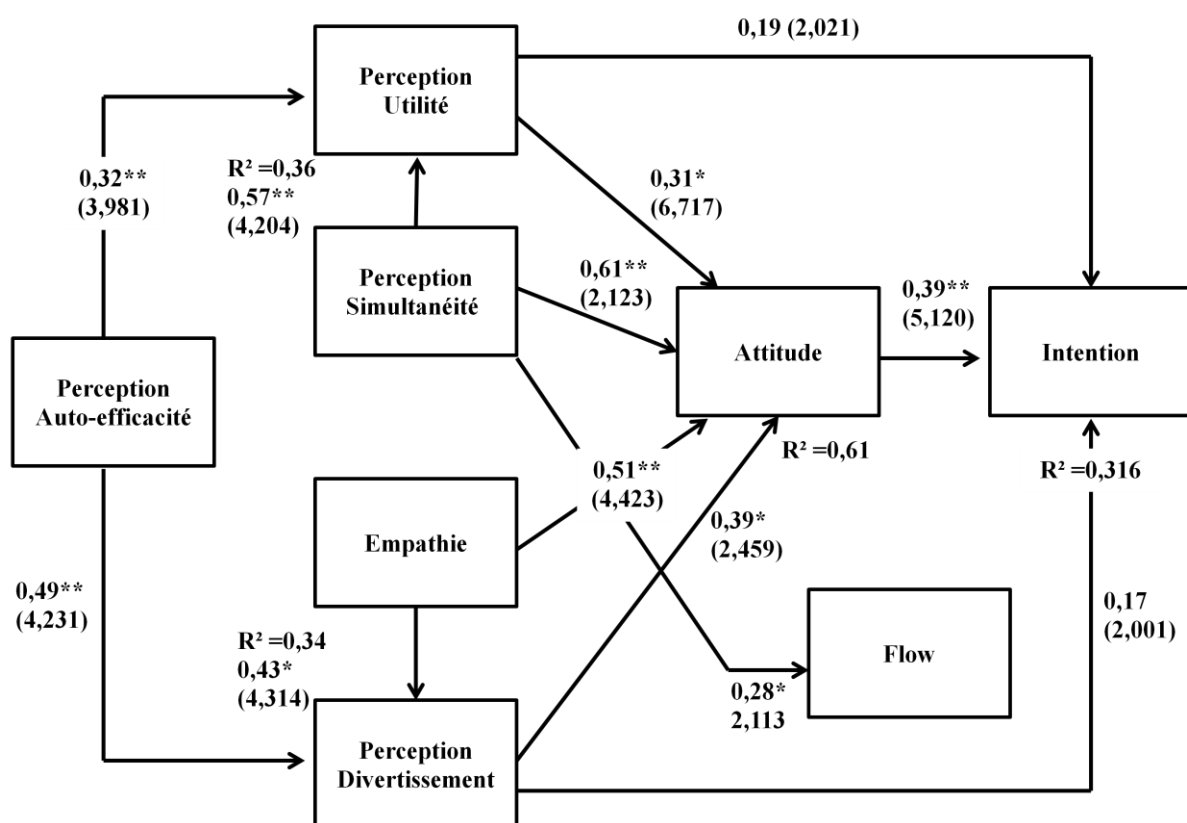 0,19 (2,021)
Perception
Utilité
0,32**
(3,981)
R² =0,36
0,57**
(4,204)
0,31*
(6,717)
Perception
Simultanéité
0,61**
(2,123)
0,39**
(5,120)
Attitude
Intention
Perception
Auto-efficacité
R² =0,61
R² =0,316
0,51**
(4,423)
Empathie
0,39*
(2,459)
0,49**
(4,231)
0,17
(2,001)
R² =0,34
0,43*
(4,314)
Flow
0,28*
2,113
Perception
Divertissement